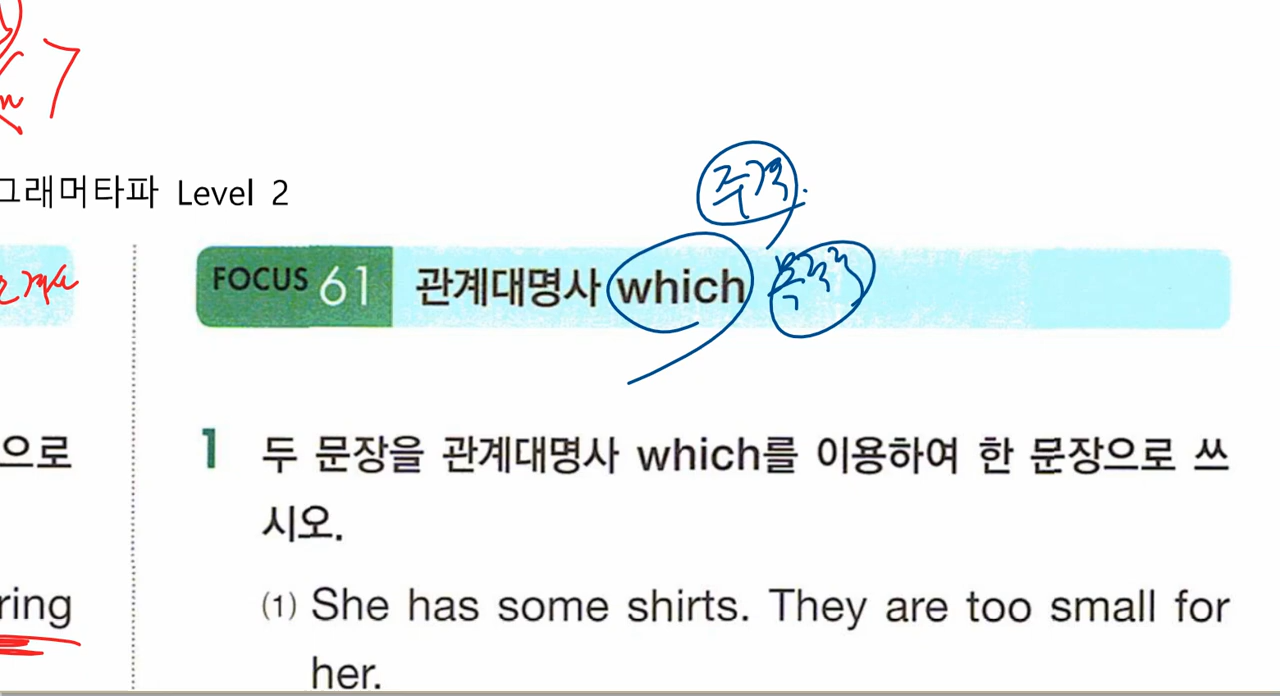 7
그래머타파 Level 2
주격
FOCUS 61 관계대명사 which 목적격
으로
1 두 문장을 관계대명사 which를 이용하여 한 문장으로 쓰
시오.
ring
(1) She has some shirts. They are too small for
her.